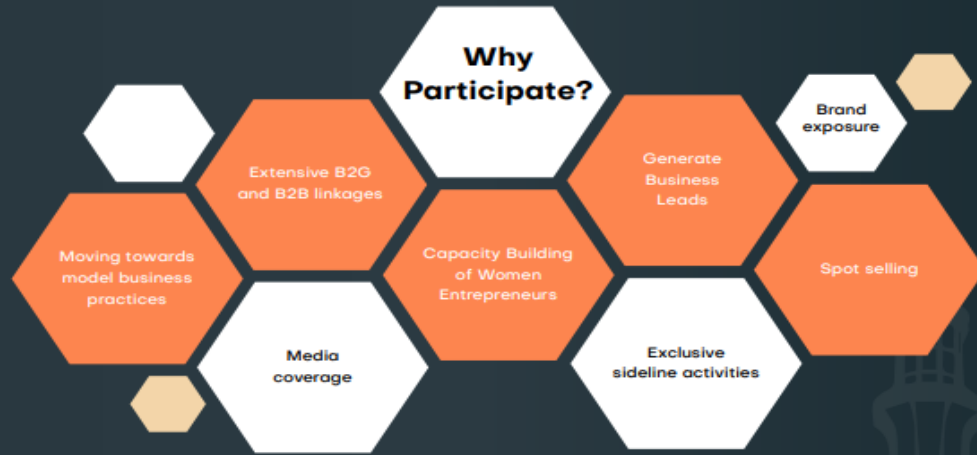 Why
Participate?
Brand
exposure
Extensive B2G
and B2B linkages
Generate
Business
Leads
Moving towards
model business
practices
Capacity Building
of Women
Entrepreneurs
Spot selling
Media
coverage
Exclusive
sideline activities